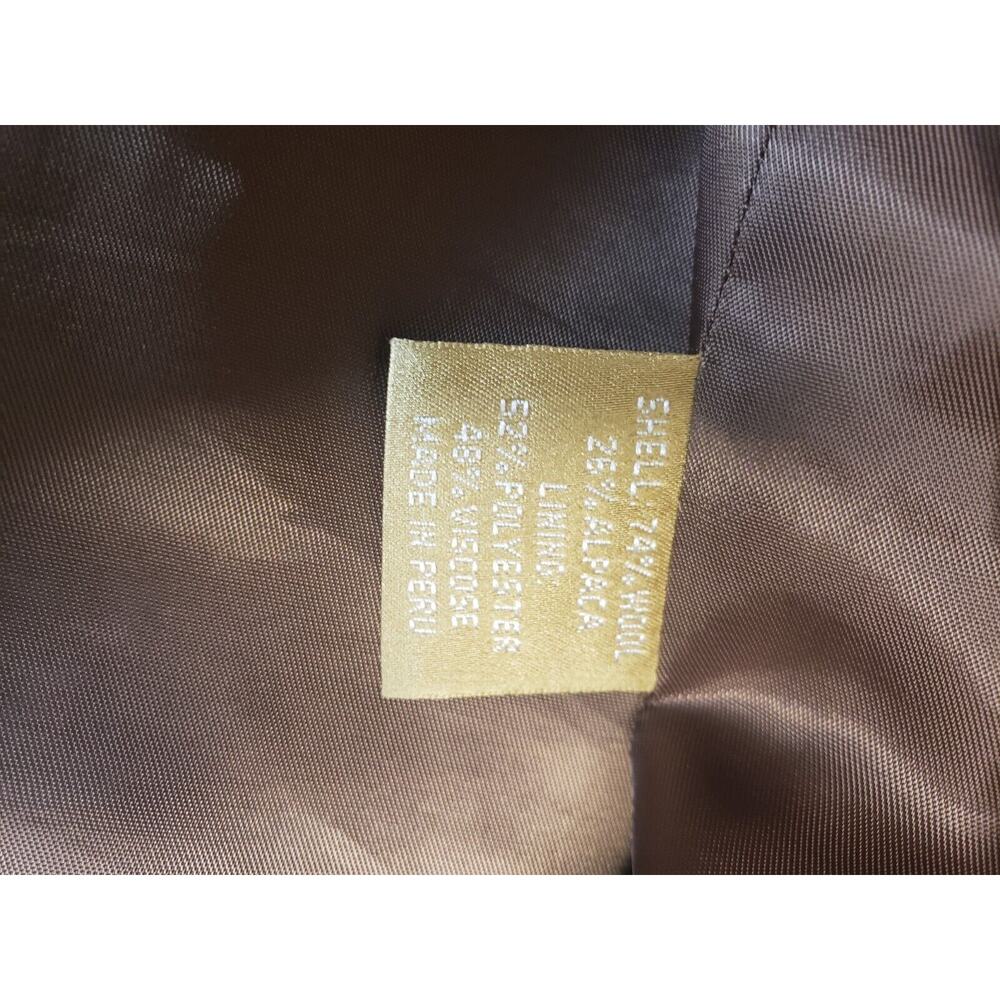 SHELL: 74% WOOL
26% ALPACA
LINING:
52% POLYESTER
48% VISCOSE
MADE IN PERU